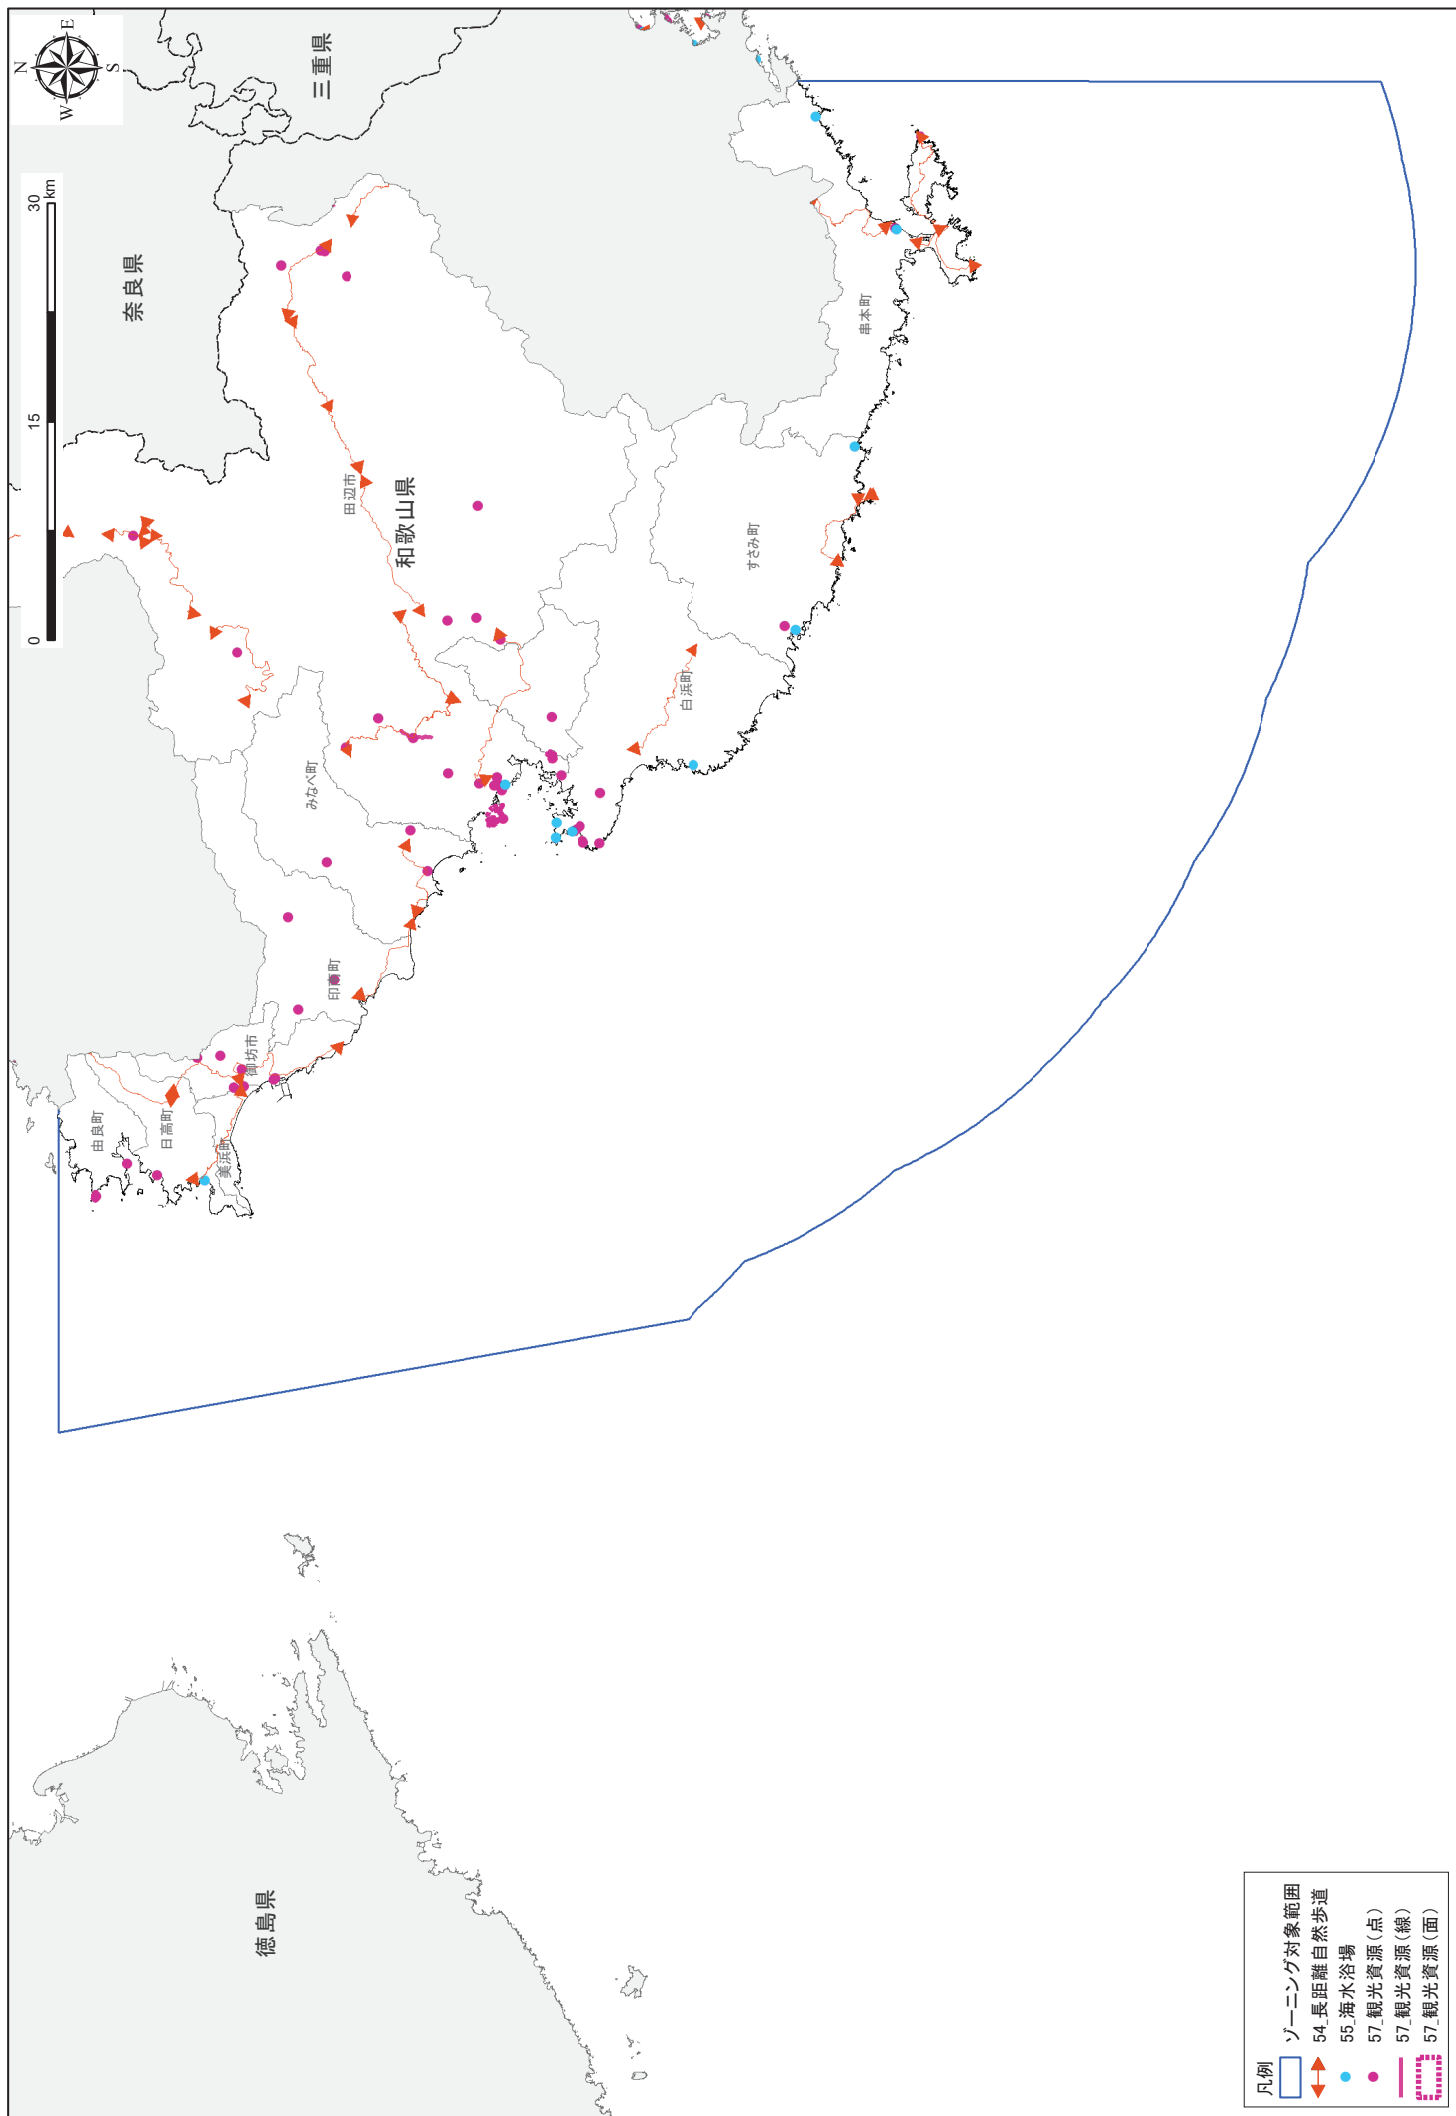 N
W
E
S
0
15
30
km
奈良県
三重県
和歌山県
徳島県
田辺市
みなべ町
印南町
御坊市
日高町
由良町
美浜町
白浜町
すさみ町
串本町
凡例
ゾーニング対象範囲
54_長距離自然歩道
55_海水浴場
57_観光資源(点)
57_観光資源(線)
57_観光資源(面)